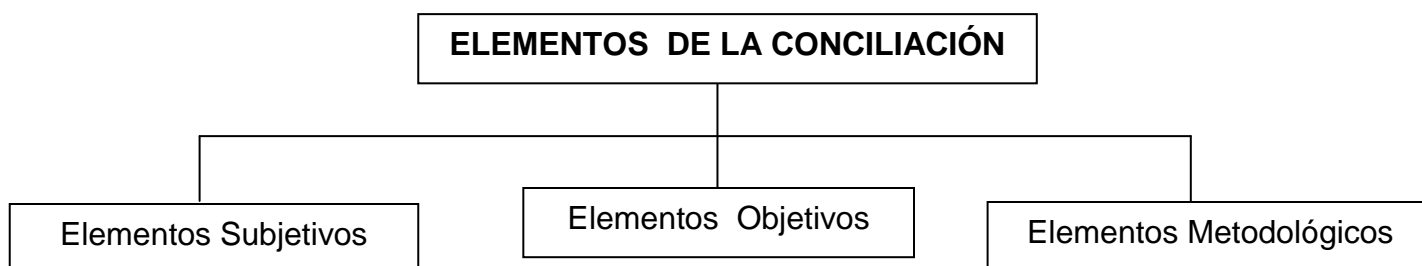 ELEMENTOS DE LA CONCILIACIÓN
Elementos Subjetivos
Elementos Objetivos
Elementos Metodológicos